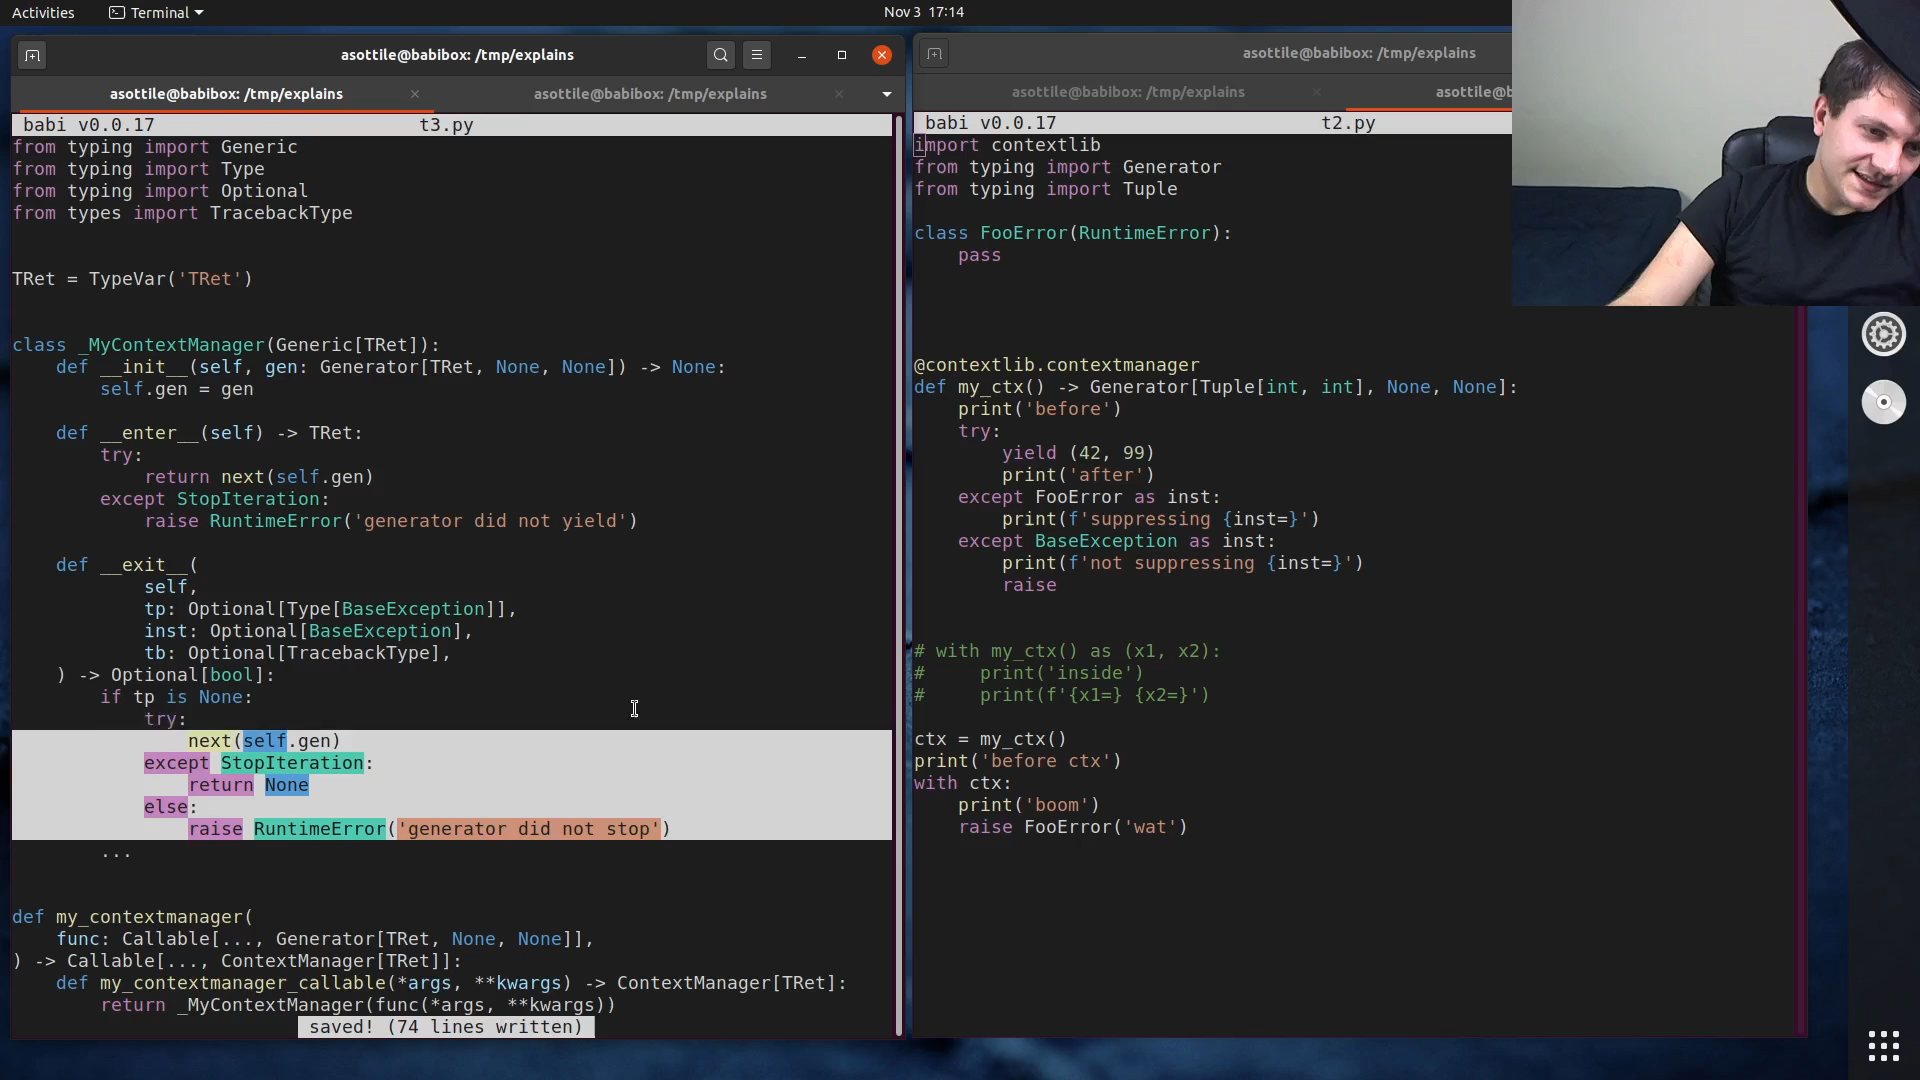 Activities
Terminal
Nov 3 17:14
asottile@babibox: /tmp/explains
asottile@babibox: /tmp/explains
asottile@babibox: /tmp/explains
babi v0.0.17 t3.py
from typing import Generic
from typing import Type
from typing import Optional
from types import TracebackType
TRet = TypeVar('TRet')
class _MyContextManager(Generic[TRet]):
    def __init__(self, gen: Generator[TRet, None, None]) -> None:
        self.gen = gen
    def __enter__(self) -> TRet:
        try:
            return next(self.gen)
        except StopIteration:
            raise RuntimeError('generator did not yield')
    def __exit__(
            self,
            tp: Optional[Type[BaseException]],
            inst: Optional[BaseException],
            tb: Optional[TracebackType],
    ) -> Optional[bool]:
        if tp is None:
            try:
                next(self.gen)
            except StopIteration:
                return None
            else:
                raise RuntimeError('generator did not stop')
        ...
def my_contextmanager(
    func: Callable[..., Generator[TRet, None, None]],
) -> Callable[..., ContextManager[TRet]]:
    def my_contextmanager_callable(*args, **kwargs) -> ContextManager[TRet]:
        return _MyContextManager(func(*args, **kwargs))
saved! (74 lines written)
asottile@babibox: /tmp/explains
asottile@babibox: /tmp/explains
asottile@b
babi v0.0.17 t2.py
import contextlib
from typing import Generator
from typing import Tuple
class FooError(RuntimeError):
    pass
@contextlib.contextmanager
def my_ctx() -> Generator[Tuple[int, int], None, None]:
    print('before')
    try:
        yield (42, 99)
        print('after')
    except FooError as inst:
        print(f'suppressing {inst=}')
    except BaseException as inst:
        print(f'not suppressing {inst=}')
        raise
# with my_ctx() as (x1, x2):
#     print('inside')
#     print(f'{x1=} {x2=}')
ctx = my_ctx()
print('before ctx')
with ctx:
    print('boom')
    raise FooError('wat')